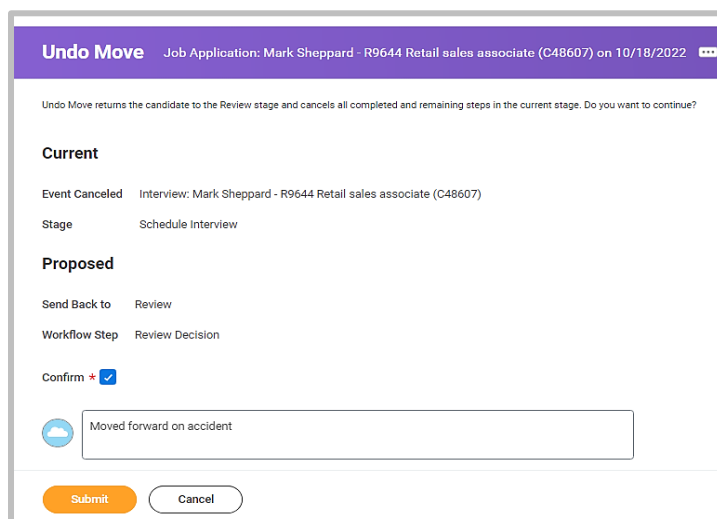 Undo Move Job Application: Mark Sheppard - R9644 Retail sales associate (C48607) on 10/18/2022
Undo Move returns the candidate to the Review stage and cancels all completed and remaining steps in the current stage. Do you want to continue?
Current
Event Canceled Interview: Mark Sheppard - R9644 Retail sales associate (C48607)
Stage Schedule Interview
Proposed
Send Back to Review
Workflow Step Review Decision
Confirm *
Moved forward on accident
Submit Cancel